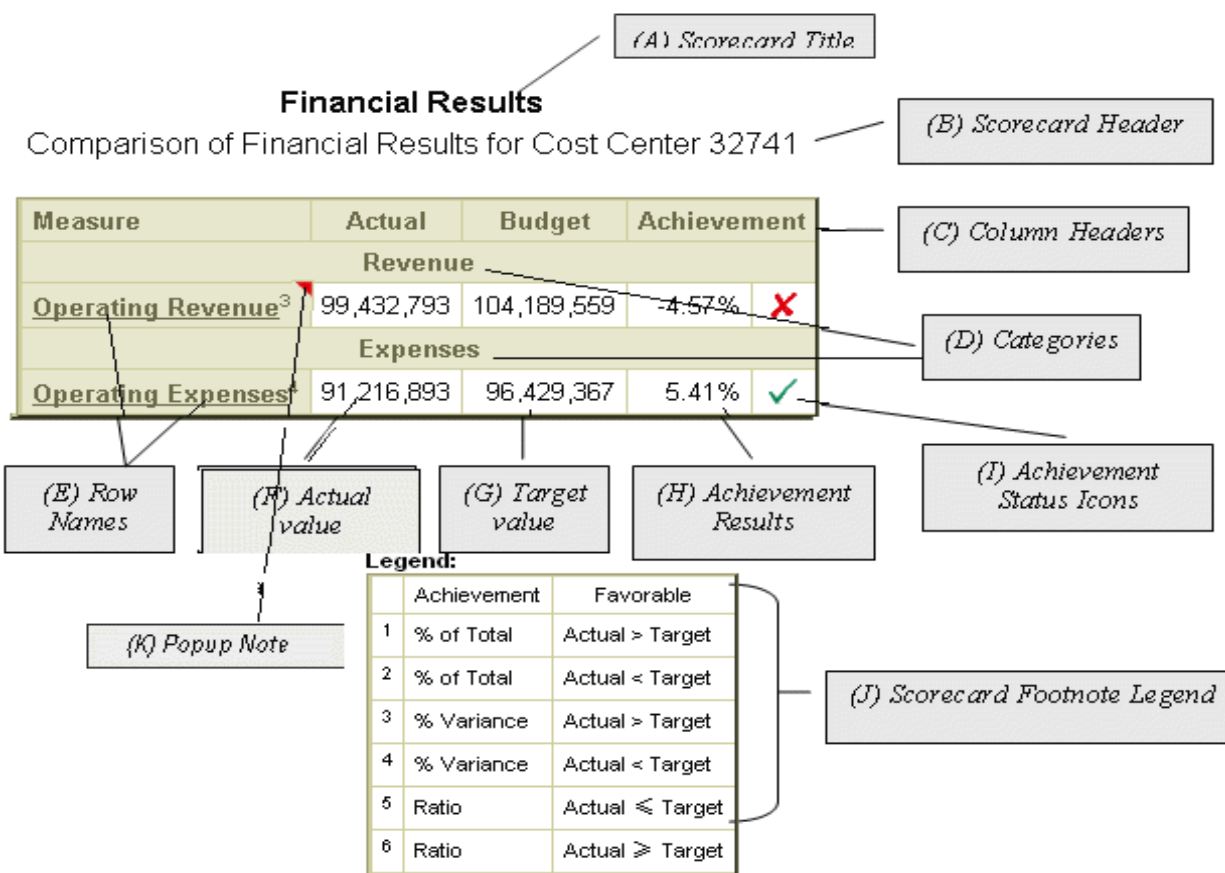 (A) Scorecard Title
Financial Results
Comparison of Financial Results for Cost Center 32741
(B) Scorecard Header
Measure Actual Budget Achievement
(C) Column Headers
Revenue
Operating Revenue³ 99,432,793 104,189,559 -4.57% ✗
(D) Categories
Expenses
Operating Expenses⁴ 91,216,893 96,429,367 5.41% ✓
(E) Row
Names
(F) Actual
value
(G) Target
value
(H) Achievement
Results
(I) Achievement
Status Icons
Legend:
Achievement Favorable
1 % of Total Actual > Target
(K) Popup Note
2 % of Total Actual < Target
(J) Scorecard Footnote Legend
3 % Variance Actual > Target
4 % Variance Actual < Target
5 Ratio Actual ⩽ Target
6 Ratio Actual ⩾ Target